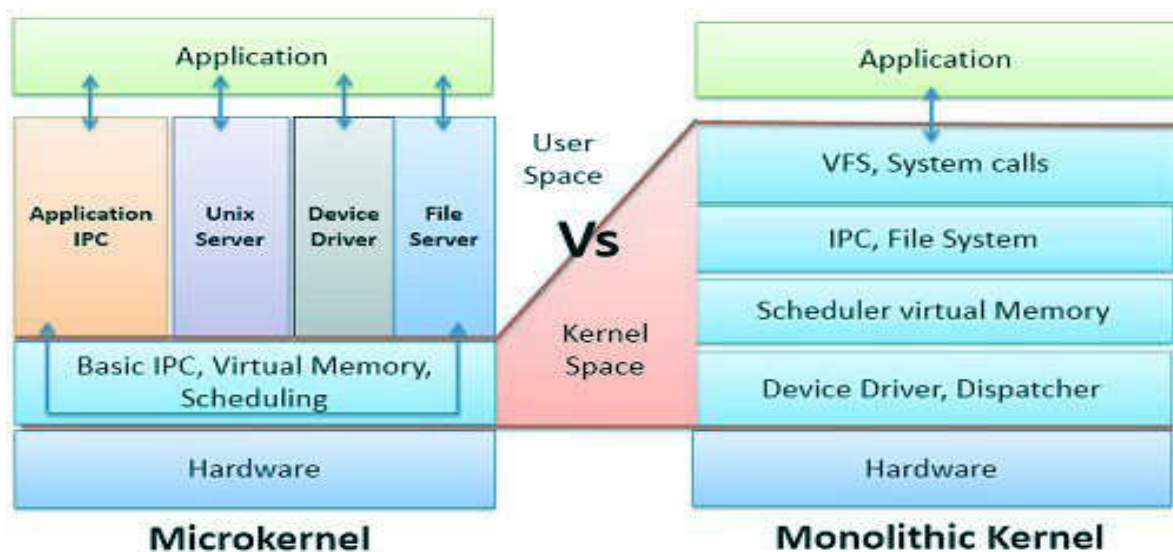 Application
Application
IPC
Unix
Server
Device
Driver
File
Server
Basic IPC, Virtual Memory,
Scheduling
Hardware
Microkernel
User
Space
Vs
Kernel
Space
Application
VFS, System calls
IPC, File System
Scheduler virtual Memory
Device Driver, Dispatcher
Hardware
Monolithic Kernel